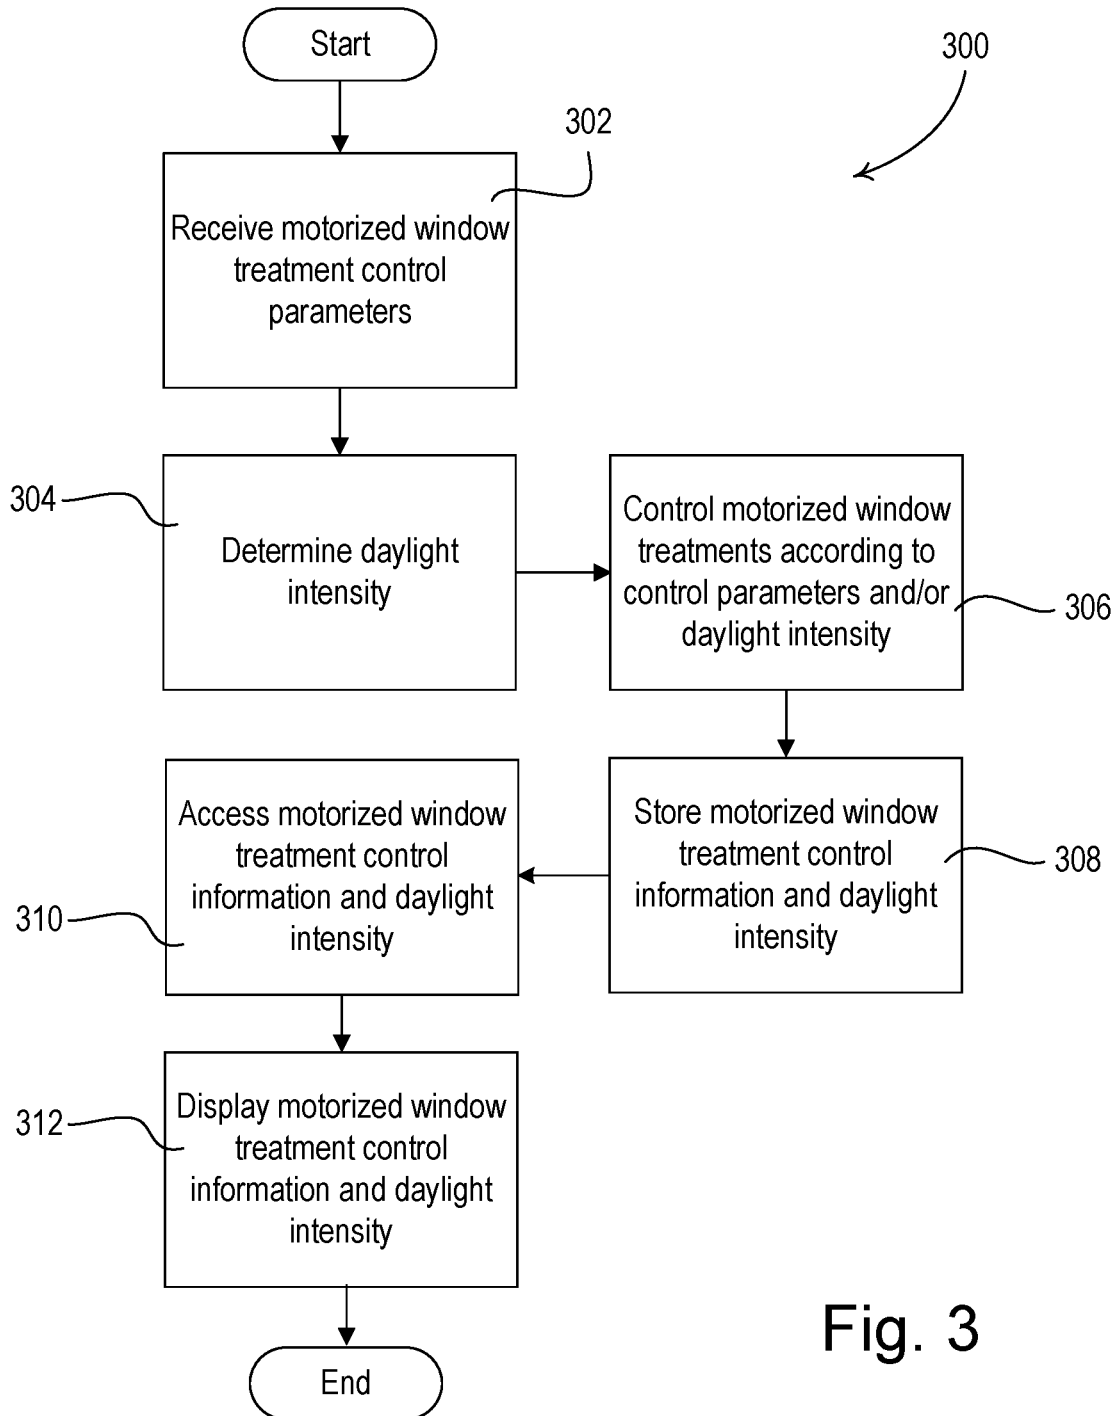 Start
300
302
Receive motorized window
treatment control
parameters
304
Determine daylight
intensity
Control motorized window
treatments according to
control parameters and/or
daylight intensity
306
Access motorized window
treatment control
information and daylight
intensity
310
Store motorized window
treatment control
information and daylight
intensity
308
312
Display motorized window
treatment control
information and daylight
intensity
End
Fig. 3